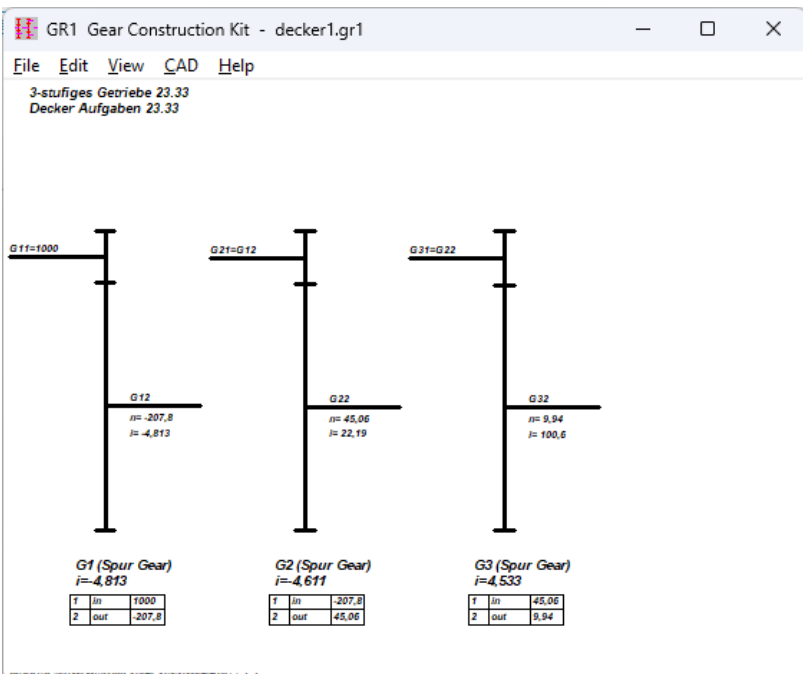 GR1 Gear Construction Kit - decker1.gr1
File Edit View CAD Help
3-stufiges Getriebe 23.33
Decker Aufgaben 23.33
G11=1000 G21=G12 G31=G22
G12 G22 G32
n= -207,8 n= 45,06 n= 9,94
i= -4,813 i= 22,19 i= 100,6
G1 (Spur Gear) G2 (Spur Gear) G3 (Spur Gear)
i=-4,813 i=-4,611 i=4,533
1 in 1000 1 in -207,8 1 in 45,06
2 out -207,8 2 out 45,06 2 out 9,94